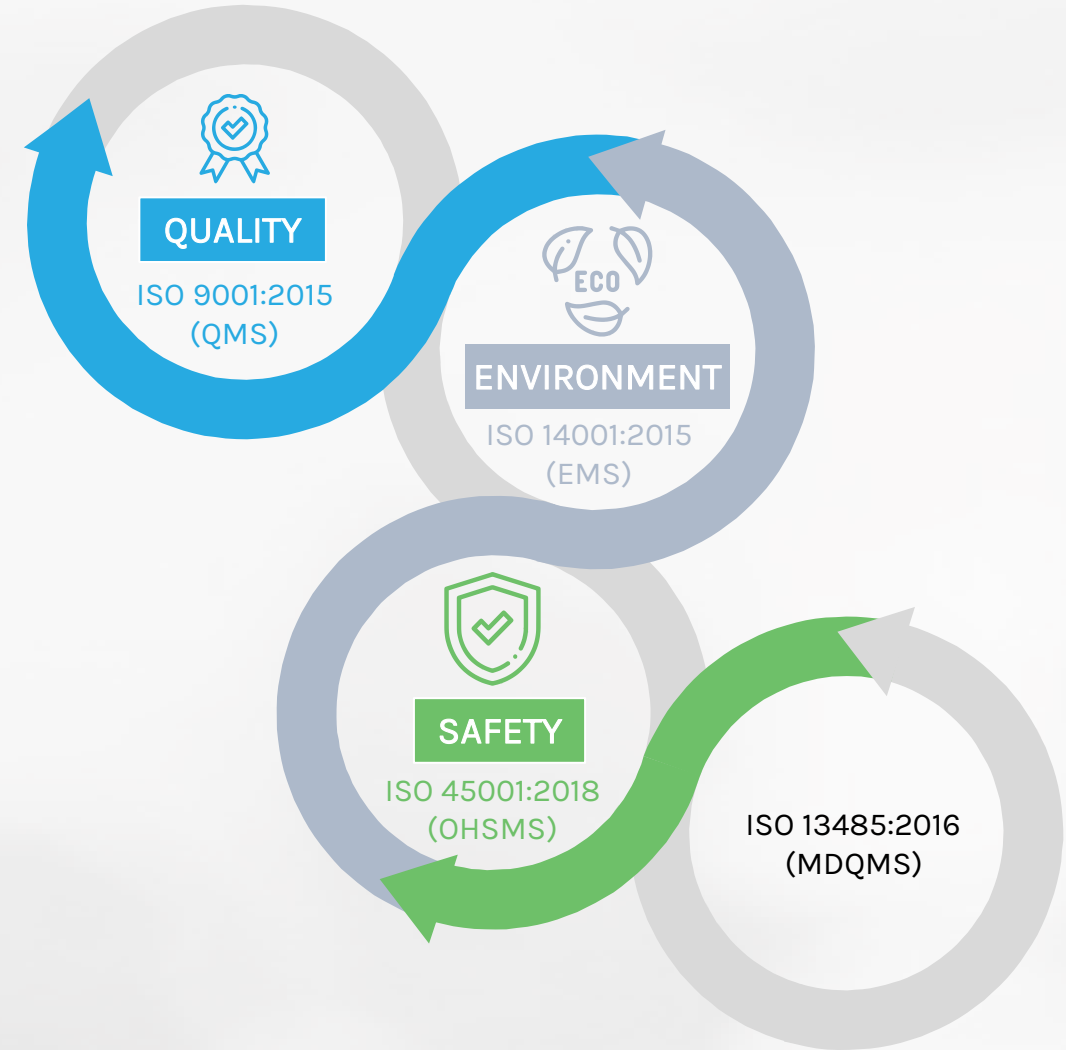 QUALITY
ISO 9001:2015
(QMS)
ECO
ENVIRONMENT
ISO 14001:2015
(EMS)
SAFETY
ISO 45001:2018
(OHSMS)
ISO 13485:2016
(MDQMS)